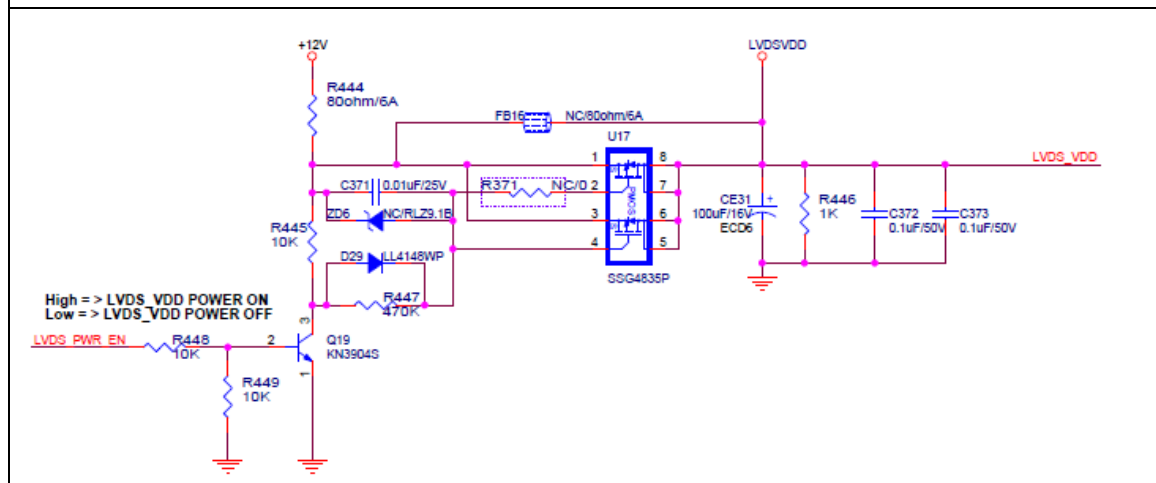 +12V
LVDSVDD
R444
80ohm/6A
FB16
NC/80ohm/6A
U17
1
8
LVDS_VDD
C371
0.01uF/25V
R371
NC/0
2
7
PMOS
ZD6
NC/RLZ9.1B
3
6
CE31
100uF/16V
ECD6
+
R446
1K
C372
0.1uF/50V
C373
0.1uF/50V
R445
10K
4
5
D29
LL4148WP
SSG4835P
R447
470K
High = > LVDS_VDD POWER ON
Low = > LVDS_VDD POWER OFF
3
LVDS_PWR_EN
R448
10K
2
Q19
KN3904S
1
R449
10K